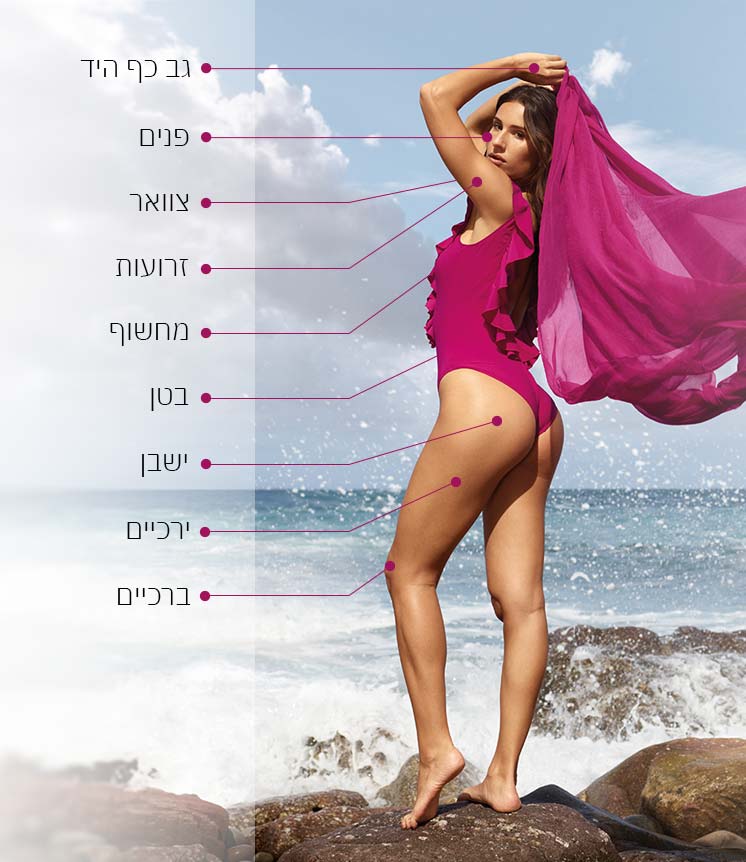 גב כף היד
פנים
צוואר
זרועות
מחשוף
בטן
ישבן
ירכיים
ברכיים